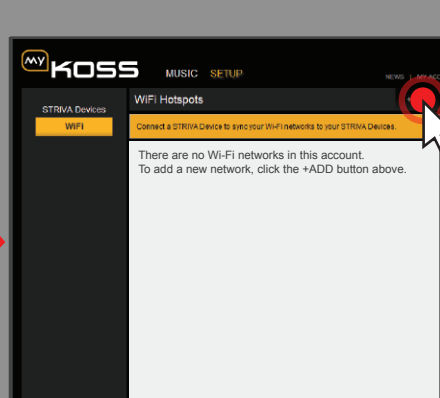 MY KOSS
MUSIC SETUP
NEWS | MY ACC
STRIVA Devices
WiFi
WiFi Hotspots
Connect a STRIVA Device to sync your Wi-Fi networks to your STRIVA Devices.
There are no Wi-Fi networks in this account.
To add a new network, click the +ADD button above.